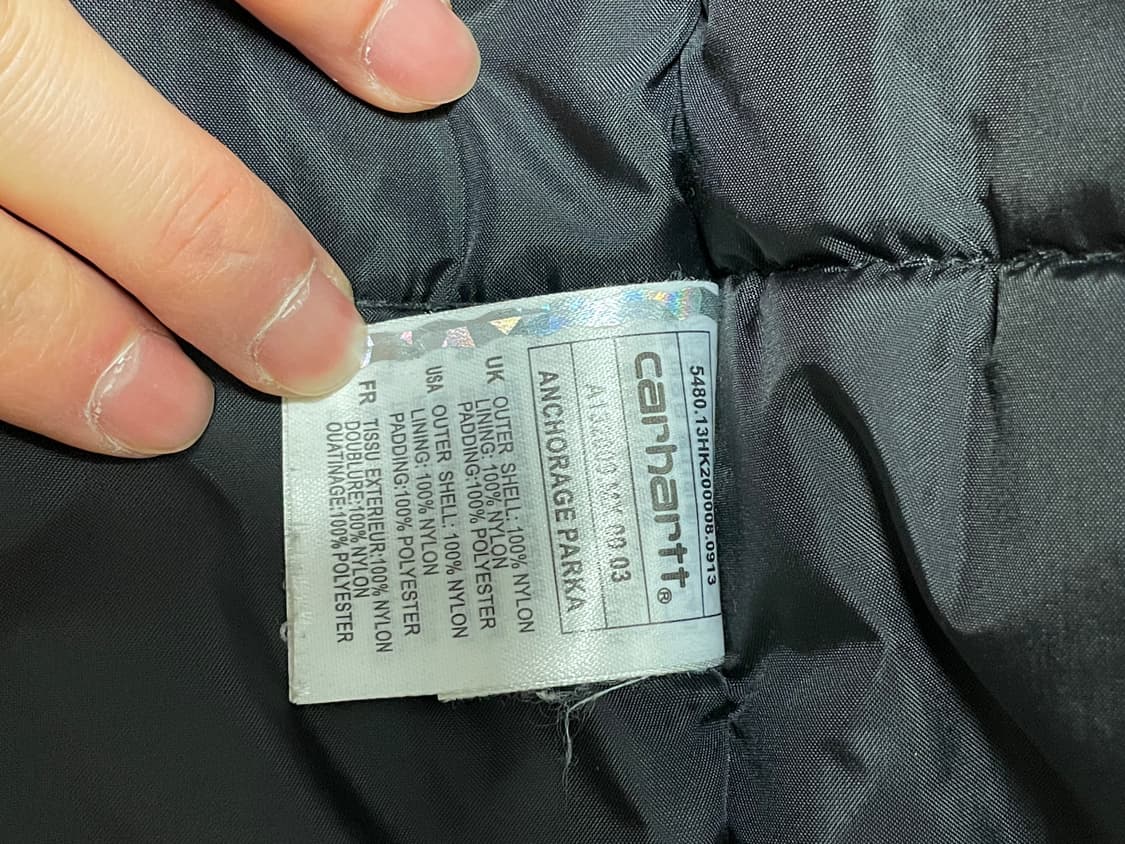 5480.13HK200008.0913
carhartt®
03
ANCHORAGE PARKA
UK OUTER SHELL: 100% NYLON
LINING: 100% NYLON
PADDING:100% POLYESTER
USA OUTER SHELL: 100% NYLON
LINING: 100% NYLON
PADDING:100% POLYESTER
FR TISSU EXTERIEUR:100% NYLON
DOUBLURE:100% NYLON
OUATINAGE:100% POLYESTER